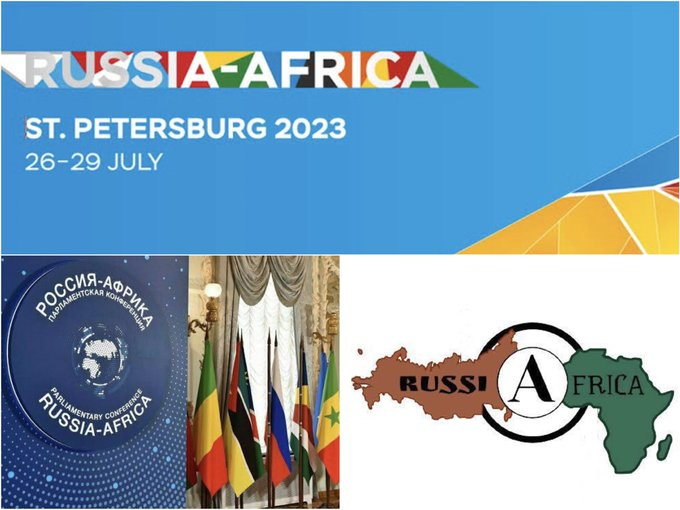 RUSSIA-AFRICA
ST. PETERSBURG 2023
26–29 JULY
РОССИЯ-АФРИКА
ПАРЛАМЕНТСКАЯ КОНФЕРЕНЦИЯ
PARLIAMENTARY CONFERENCE
RUSSIA-AFRICA
RUSSI A FRICA